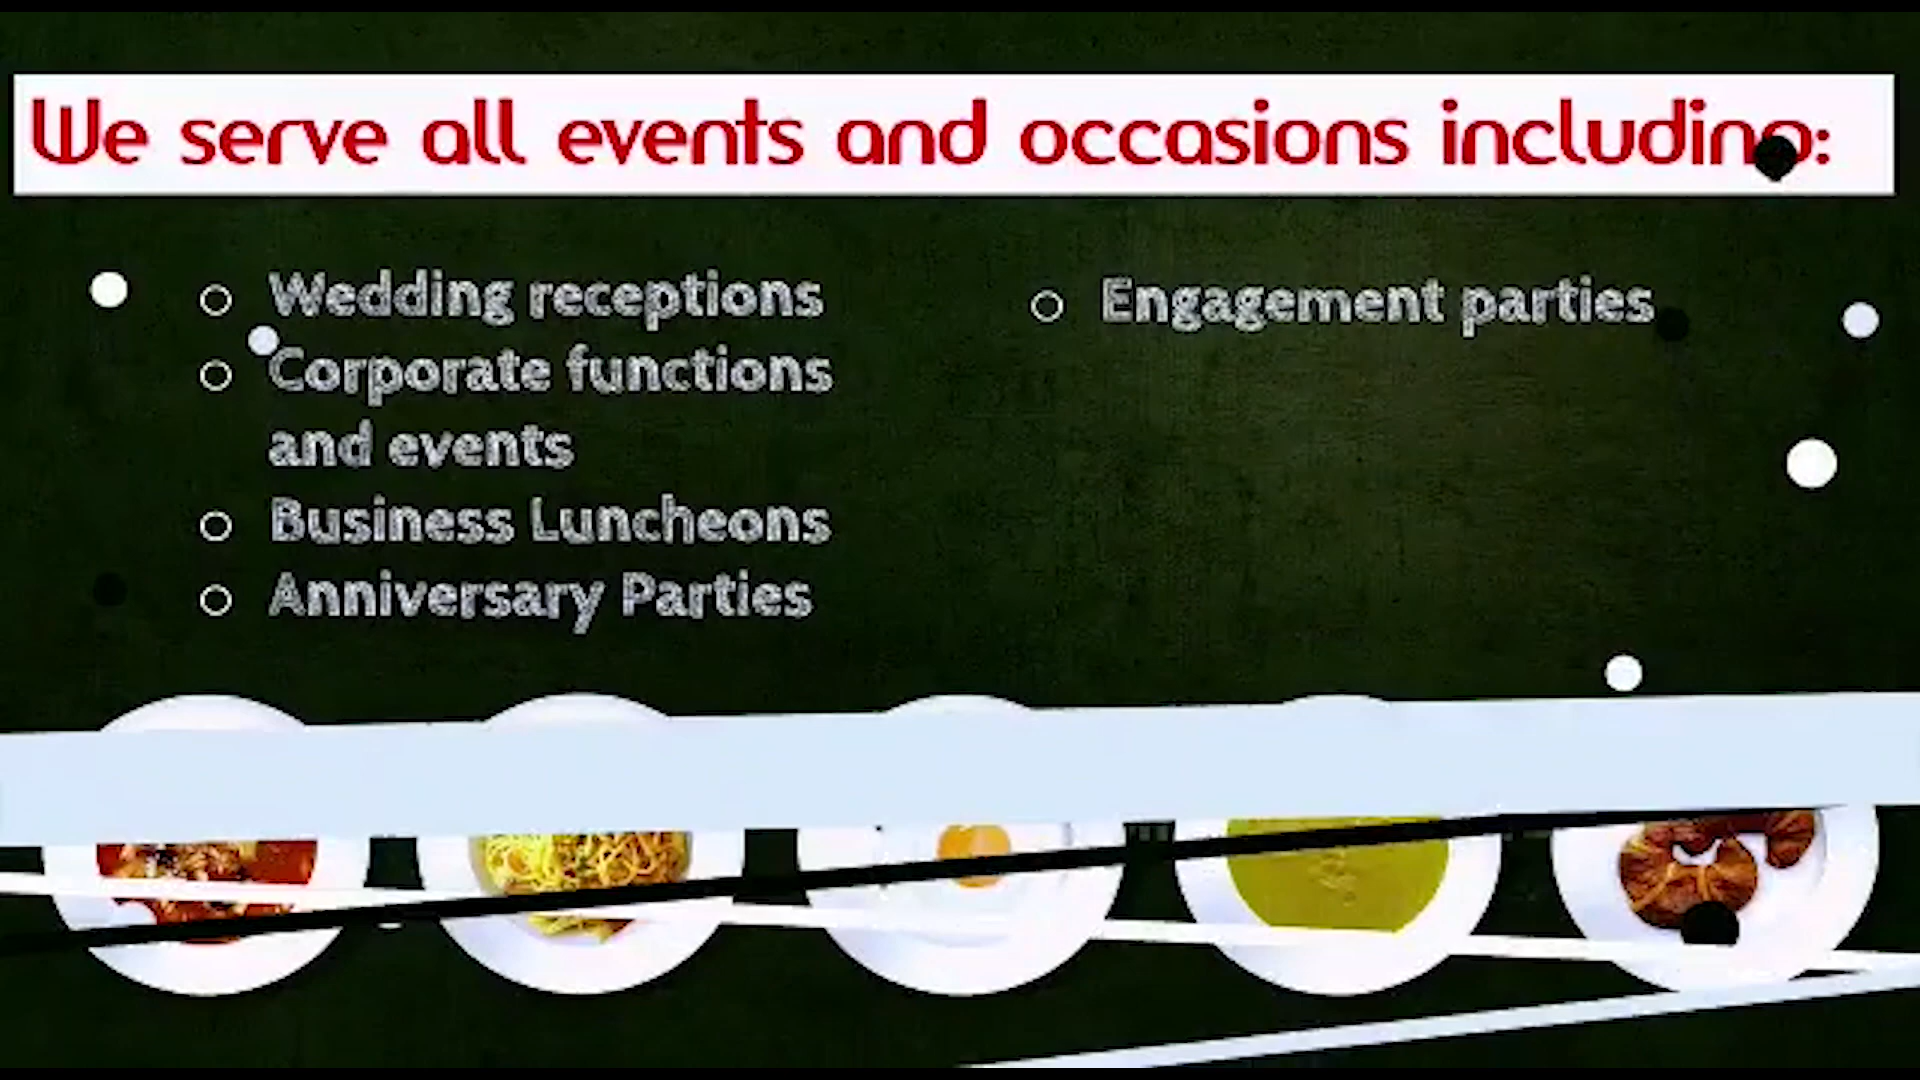 We serve all events and occasions including:
Wedding receptions
Corporate functions
and events
Business Luncheons
Anniversary Parties
Engagement parties